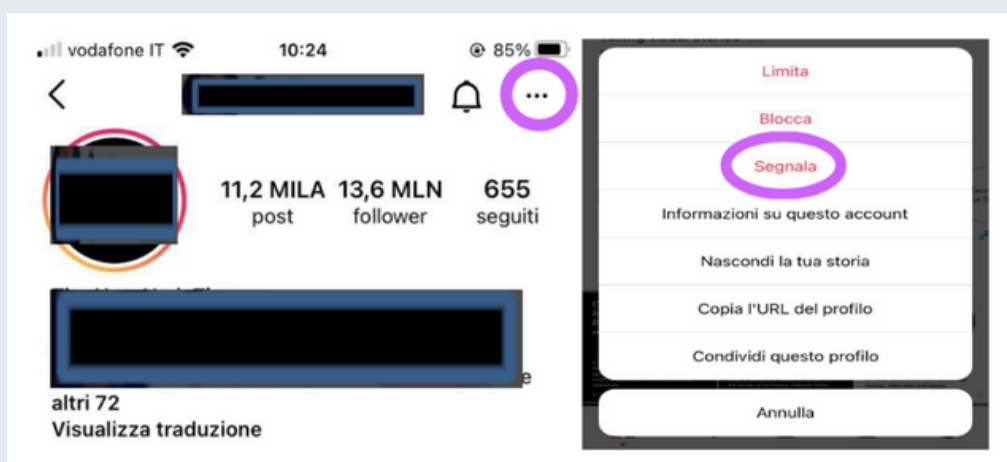 vodafone IT
10:24
85%
11,2 MILA 13,6 MLN 655
post follower seguiti
altri 72
Visualizza traduzione
Limita
Blocca
Segnala
Informazioni su questo account
Nascondi la tua storia
Copia l'URL del profilo
Condividi questo profilo
Annulla